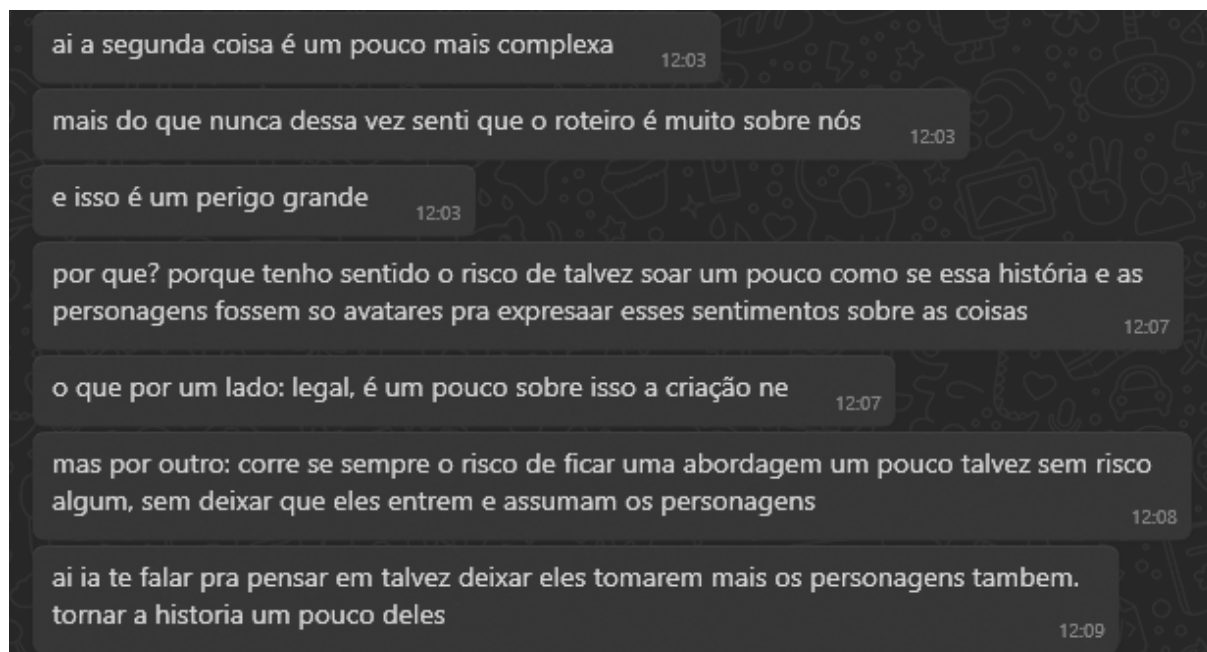 ai a segunda coisa é um pouco mais complexa
12:03
mais do que nunca dessa vez senti que o roteiro é muito sobre nós
12:03
e isso é um perigo grande
12:03
por que? porque tenho sentido o risco de talvez soar um pouco como se essa história e as
personagens fossem so avatares pra expresaar esses sentimentos sobre as coisas
12:07
o que por um lado: legal, é um pouco sobre isso a criação ne
12:07
mas por outro: corre se sempre o risco de ficar uma abordagem um pouco talvez sem risco
algum, sem deixar que eles entrem e assumam os personagens
12:08
ai ia te falar pra pensar em talvez deixar eles tomarem mais os personagens tambem.
tornar a historia um pouco deles
12:09